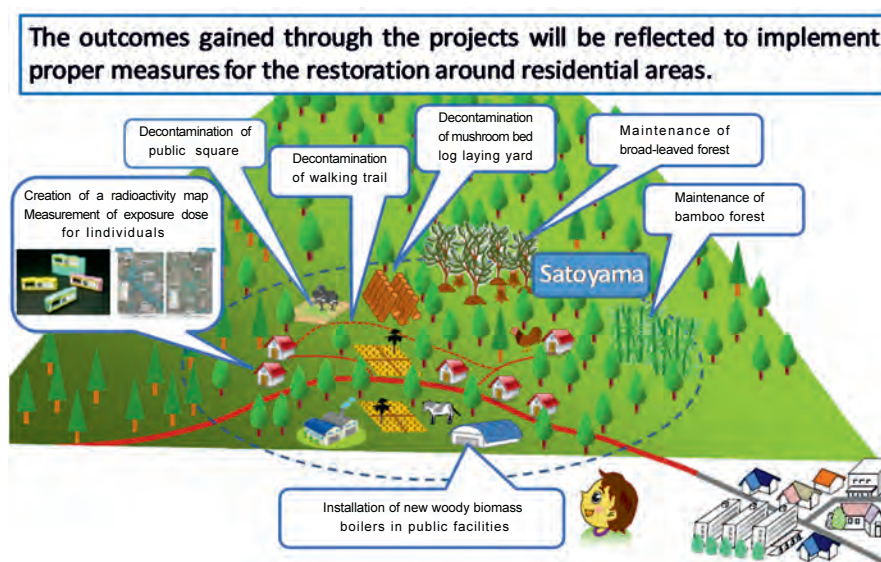 The outcomes gained through the projects will be reflected to implement
proper measures for the restoration around residential areas.
Decontamination of
public square
Decontamination
of walking trail
Decontamination
of mushroom bed
log laying yard
Maintenance of
broad-leaved forest
Creation of a radioactivity map
Measurement of exposure dose
for Iindividuals
Maintenance of
bamboo forest
Satoyama
Installation of new woody biomass
boilers in public facilities